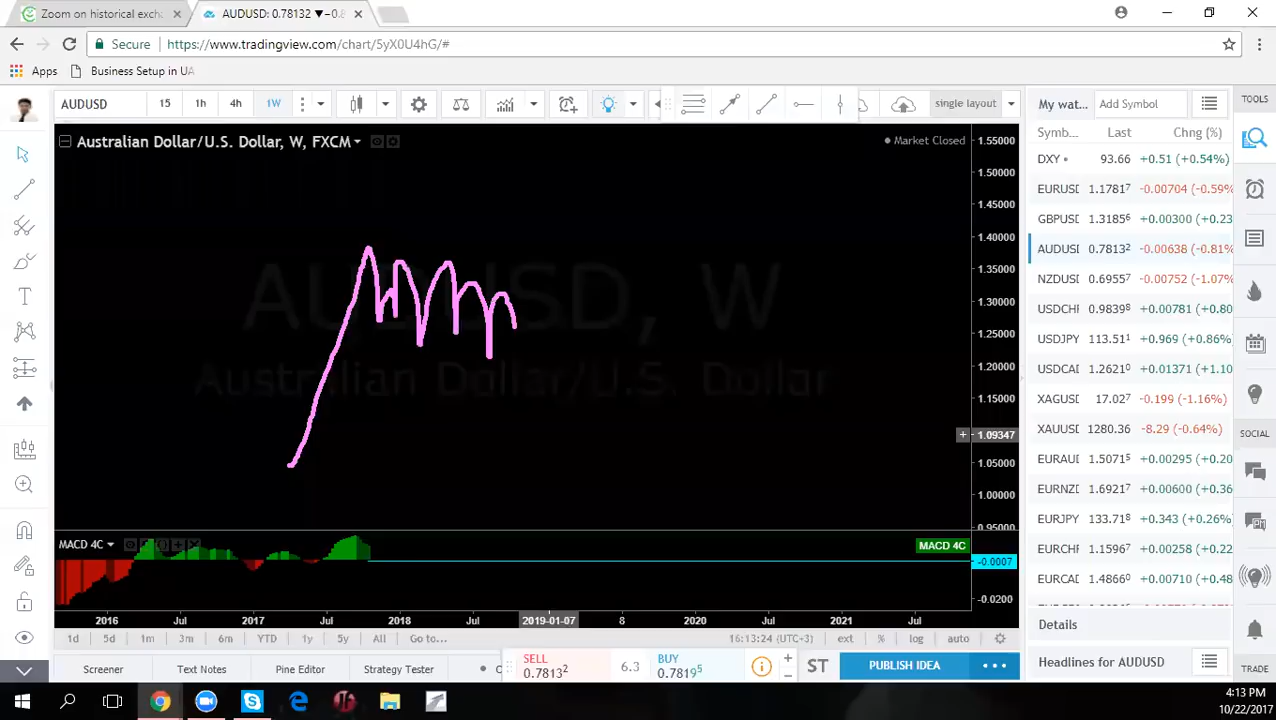 Zoom on historical exch
AUDUSD: 0.78132 ▼−0.8
Secure
https://www.tradingview.com/chart/5yX0U4hG/#
Apps
Business Setup in UA
AUDUSD
15
1h
4h
1W
single layout
My wat...
Add Symbol
TOOLS
Australian Dollar/U.S. Dollar, W, FXCM
Market Closed
Symb...
Last
Chng (%)
DXY
93.66
+0.51 (+0.54%)
EURUSD
1.1781⁷
-0.00704 (-0.59%
GBPUSD
1.3185⁶
+0.00300 (+0.23
AUDUSD
0.7813²
-0.00638 (-0.81%
NZDUSD
0.6955⁷
-0.00752 (-1.07%
USDCHF
0.9839⁸
+0.00781 (+0.80
USDJPY
113.51¹
+0.969 (+0.86%
USDCAD
1.2621⁰
+0.01371 (+1.10
XAGUSD
17.02⁷
-0.199 (-1.16%
XAUUSD
1280.36
-8.29 (-0.64%)
SOCIAL
EURAUD
1.5071⁵
+0.00295 (+0.20
EURNZD
1.6921⁷
+0.00600 (+0.36
EURJPY
133.71⁸
+0.343 (+0.26%
EURCHF
1.1596⁷
+0.00258 (+0.22
EURCAD
1.4866⁰
+0.00710 (+0.48
AUDUSD, W
Australian Dollar/U.S. Dollar
1.55000
1.50000
1.45000
1.40000
1.35000
1.30000
1.25000
1.20000
1.15000
1.09347
1.05000
1.00000
0.95000
MACD 4C
MACD 4C
-0.0007
-0.0200
2016
Jul
2017
Jul
2018
Jul
2019-01-07
8
2020
Jul
2021
Jul
Details
1d
5d
1m
3m
6m
YTD
1y
5y
All
Go to...
16:13:24 (UTC+3)
ext
%
log
auto
Screener
Text Notes
Pine Editor
Strategy Tester
SELL
0.7813²
6.3
BUY
0.7819⁵
ST
PUBLISH IDEA
Headlines for AUDUSD
TRADE
4:13 PM
10/22/2017